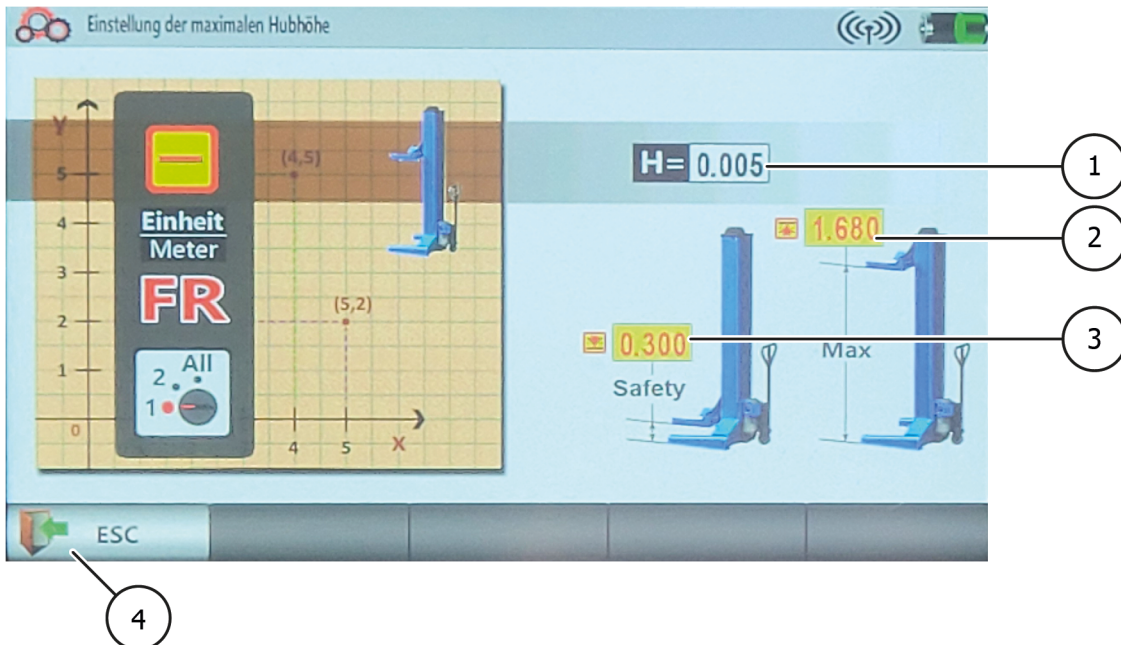 Einstellung der maximalen Hubhöhe
Y
(4,5)
5
4
3
2
1
0
4
5
X
(5,2)
Einheit
Meter
FR
All
2
1
H= 0.005
1.680
0.300
Safety
Max
ESC
1
2
3
4